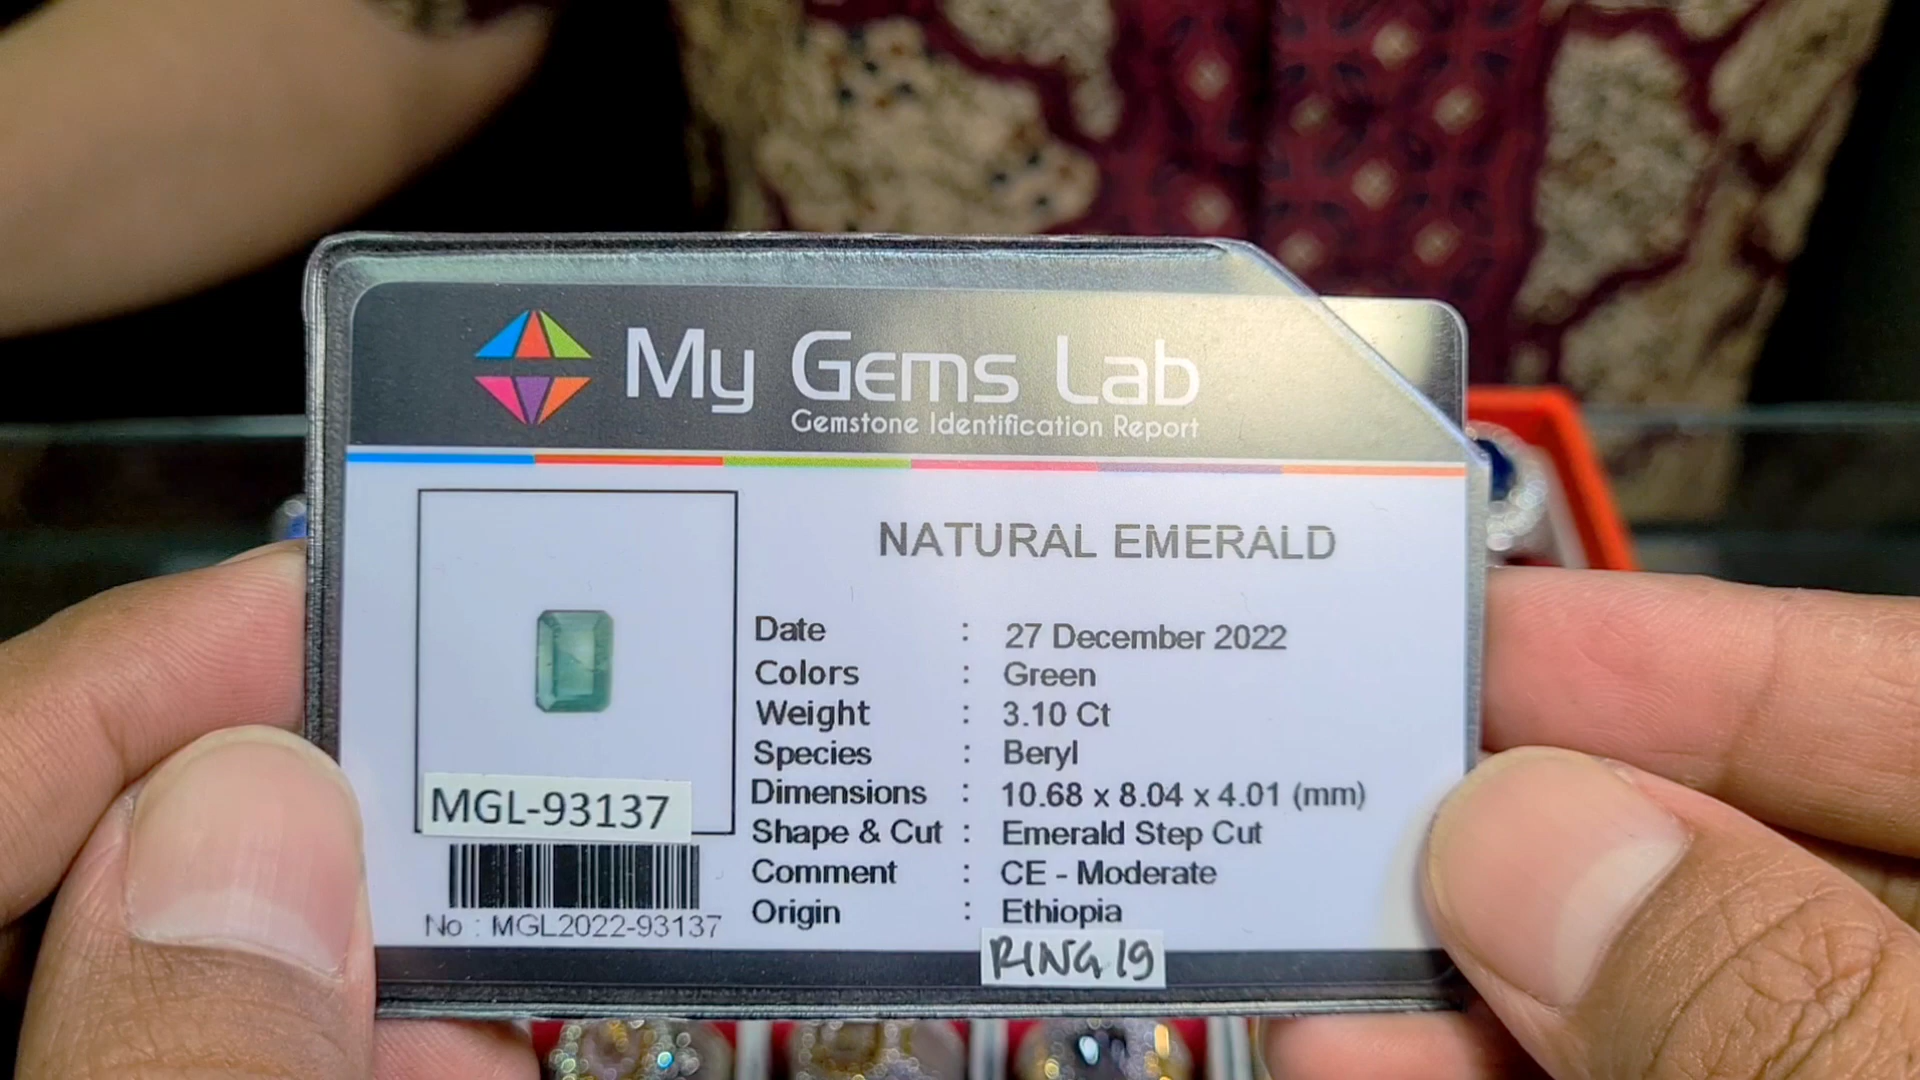 My Gems Lab
Gemstone Identification Report
NATURAL EMERALD
Date : 27 December 2022
Colors : Green
Weight : 3.10 Ct
Species : Beryl
Dimensions : 10.68 x 8.04 x 4.01 (mm)
Shape & Cut : Emerald Step Cut
Comment : CE - Moderate
Origin : Ethiopia
MGL-93137
No : MGL2022-93137
RING 19